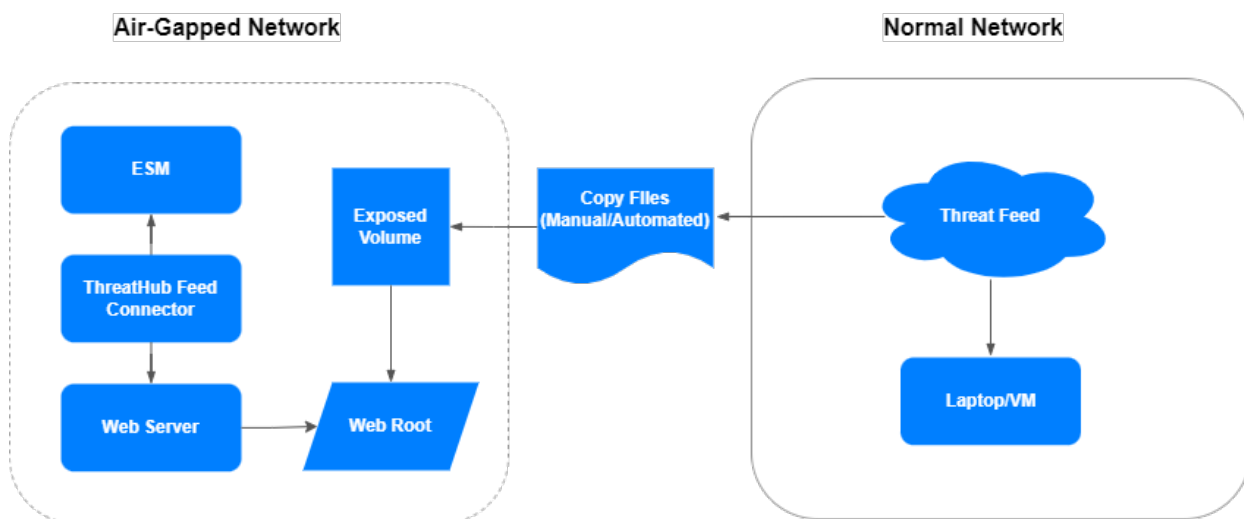 Air-Gapped Network
Normal Network
ESM
Exposed
Volume
Copy FIles
(Manual/Automated)
Threat Feed
ThreatHub Feed
Connector
Web Server
Web Root
Laptop/VM